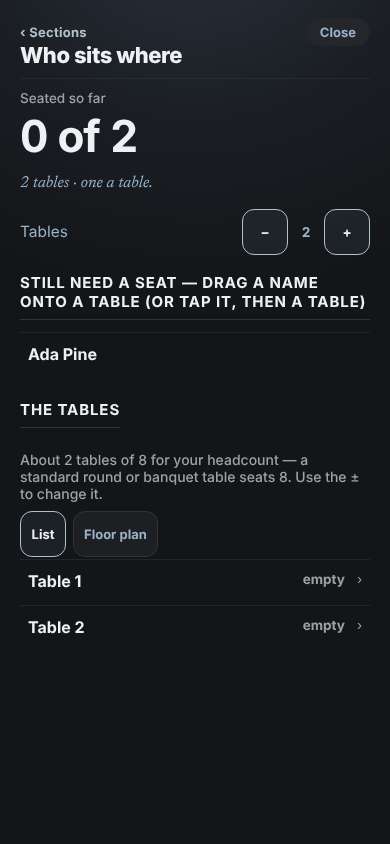 ‹ Sections
Close
Who sits where
Seated so far
0 of 2
2 tables · one a table.
Tables
−
2
+
STILL NEED A SEAT — DRAG A NAME
ONTO A TABLE (OR TAP IT, THEN A TABLE)
Ada Pine
THE TABLES
About 2 tables of 8 for your headcount — a
standard round or banquet table seats 8. Use the ±
to change it.
List
Floor plan
Table 1
empty ›
Table 2
empty ›